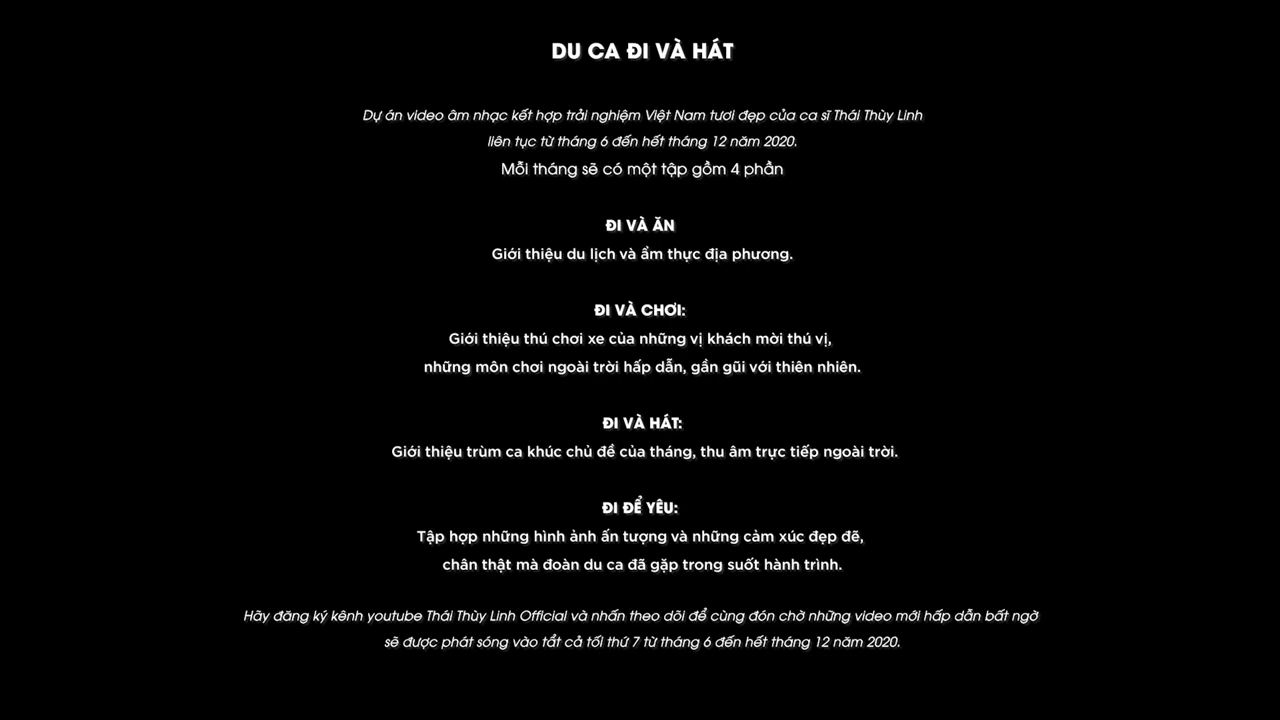 DU CA ĐI VÀ HÁT
Dự án video âm nhạc kết hợp trải nghiệm Việt Nam tươi đẹp của ca sĩ Thái Thùy Linh
liên tục từ tháng 6 đến hết tháng 12 năm 2020.
Mỗi tháng sẽ có một tập gồm 4 phần
ĐI VÀ ĂN
Giới thiệu du lịch và ẩm thực địa phương.
ĐI VÀ CHƠI:
Giới thiệu thú chơi xe của những vị khách mời thú vị,
những môn chơi ngoài trời hấp dẫn, gần gũi với thiên nhiên.
ĐI VÀ HÁT:
Giới thiệu trùm ca khúc chủ đề của tháng, thu âm trực tiếp ngoài trời.
ĐI ĐỂ YÊU:
Tập hợp những hình ảnh ấn tượng và những cảm xúc đẹp đẽ,
chân thật mà đoàn du ca đã gặp trong suốt hành trình.
Hãy đăng ký kênh youtube Thái Thùy Linh Official và nhấn theo dõi để cùng đón chờ những video mới hấp dẫn bất ngờ
sẽ được phát sóng vào tất cả tối thứ 7 từ tháng 6 đến hết tháng 12 năm 2020.